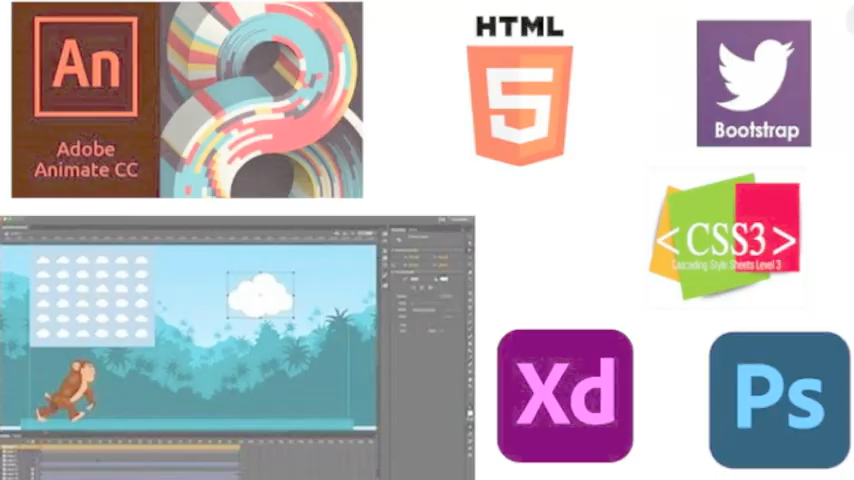 An
Adobe
Animate CC
HTML
5
Bootstrap
< CSS3 >
Cascading Style Sheets Level 3
Xd
Ps